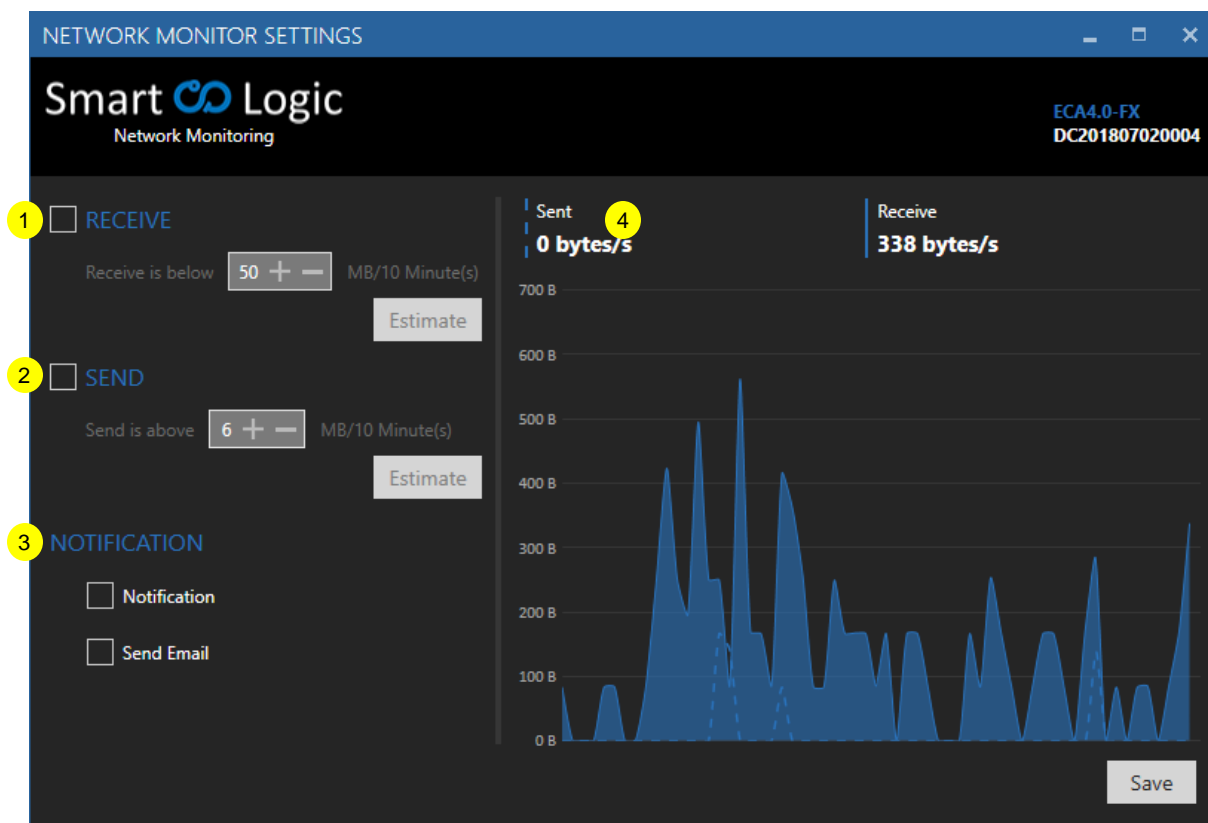 NETWORK MONITOR SETTINGS
Smart Logic
Network Monitoring
ECA4.0-FX
DC201807020004
1 RECEIVE
Receive is below 50 MB/10 Minute(s)
Estimate
2 SEND
Send is above 6 MB/10 Minute(s)
Estimate
3 NOTIFICATION
Notification
Send Email
Sent 4
0 bytes/s
Receive
338 bytes/s
700 B
600 B
500 B
400 B
300 B
200 B
100 B
0 B
Save